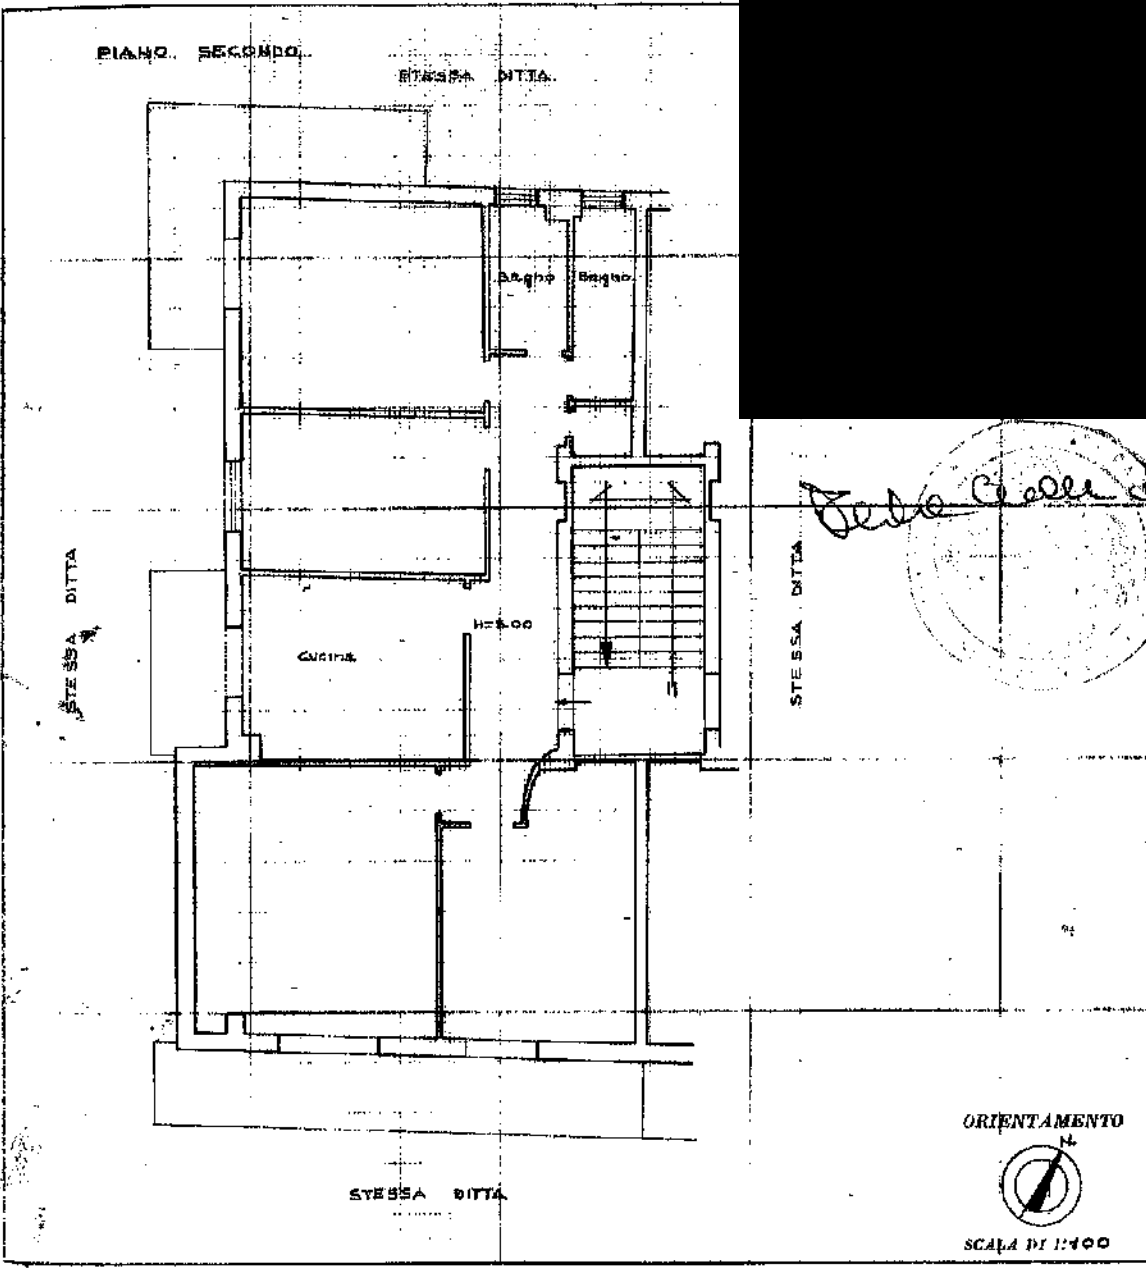 PIANO SECONDO
STESSA DITTA
Bagno
Bagno
STESSA DITTA
STESSA DITTA
H=3.00
cucina
STESSA DITTA
ORIENTAMENTO
N.
SCALA DI 1:100